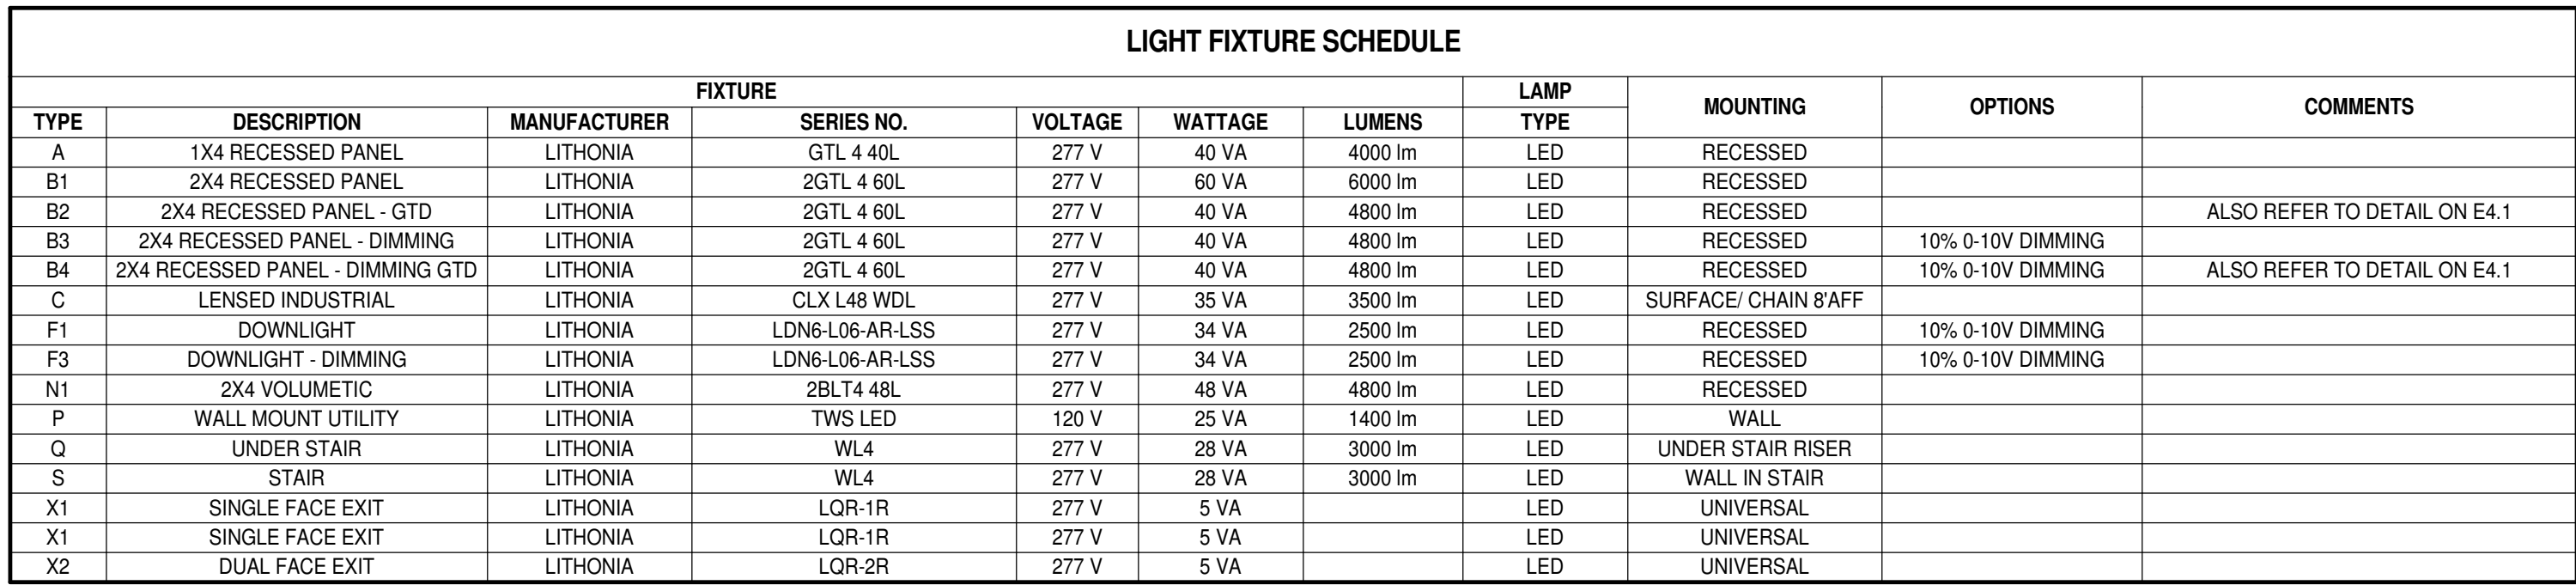 LIGHT FIXTURE SCHEDULE
FIXTURE LAMP MOUNTING OPTIONS COMMENTS
TYPE DESCRIPTION MANUFACTURER SERIES NO. VOLTAGE WATTAGE LUMENS TYPE
A 1X4 RECESSED PANEL LITHONIA GTL 4 40L 277 V 40 VA 4000 lm LED RECESSED
B1 2X4 RECESSED PANEL LITHONIA 2GTL 4 60L 277 V 60 VA 6000 lm LED RECESSED
B2 2X4 RECESSED PANEL - GTD LITHONIA 2GTL 4 60L 277 V 40 VA 4800 lm LED RECESSED ALSO REFER TO DETAIL ON E4.1
B3 2X4 RECESSED PANEL - DIMMING LITHONIA 2GTL 4 60L 277 V 40 VA 4800 lm LED RECESSED 10% 0-10V DIMMING
B4 2X4 RECESSED PANEL - DIMMING GTD LITHONIA 2GTL 4 60L 277 V 40 VA 4800 lm LED RECESSED 10% 0-10V DIMMING ALSO REFER TO DETAIL ON E4.1
C LENSED INDUSTRIAL LITHONIA CLX L48 WDL 277 V 35 VA 3500 lm LED SURFACE/ CHAIN 8'AFF
F1 DOWNLIGHT LITHONIA LDN6-L06-AR-LSS 277 V 34 VA 2500 lm LED RECESSED 10% 0-10V DIMMING
F3 DOWNLIGHT - DIMMING LITHONIA LDN6-L06-AR-LSS 277 V 34 VA 2500 lm LED RECESSED 10% 0-10V DIMMING
N1 2X4 VOLUMETIC LITHONIA 2BLT4 48L 277 V 48 VA 4800 lm LED RECESSED
P WALL MOUNT UTILITY LITHONIA TWS LED 120 V 25 VA 1400 lm LED WALL
Q UNDER STAIR LITHONIA WL4 277 V 28 VA 3000 lm LED UNDER STAIR RISER
S STAIR LITHONIA WL4 277 V 28 VA 3000 lm LED WALL IN STAIR
X1 SINGLE FACE EXIT LITHONIA LQR-1R 277 V 5 VA LED UNIVERSAL
X1 SINGLE FACE EXIT LITHONIA LQR-1R 277 V 5 VA LED UNIVERSAL
X2 DUAL FACE EXIT LITHONIA LQR-2R 277 V 5 VA LED UNIVERSAL